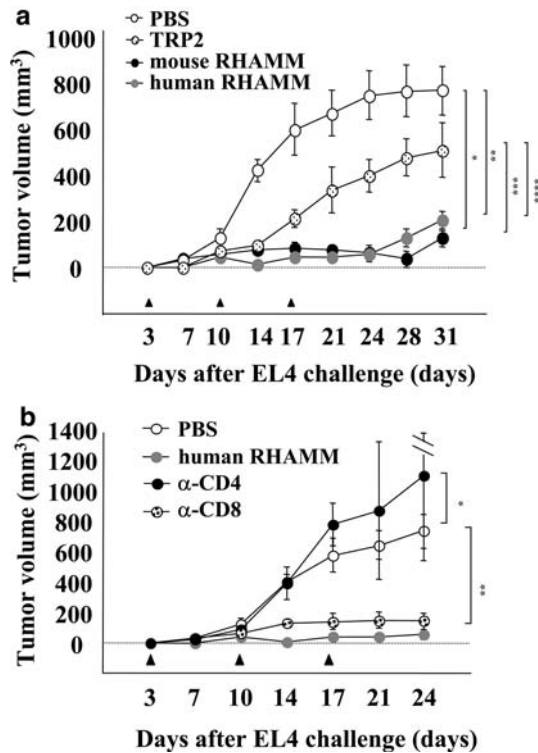 a
PBS
TRP2
mouse RHAMM
human RHAMM
Tumor volume (mm³)
1000
800
600
400
200
0
*
**
***
****
3 7 10 14 17 21 24 28 31
Days after EL4 challenge (days)
b
PBS
human RHAMM
α-CD4
α-CD8
Tumor volume (mm³)
1400
1200
1000
800
600
400
200
0
*
**
3 7 10 14 17 21 24
Days after EL4 challenge (days)